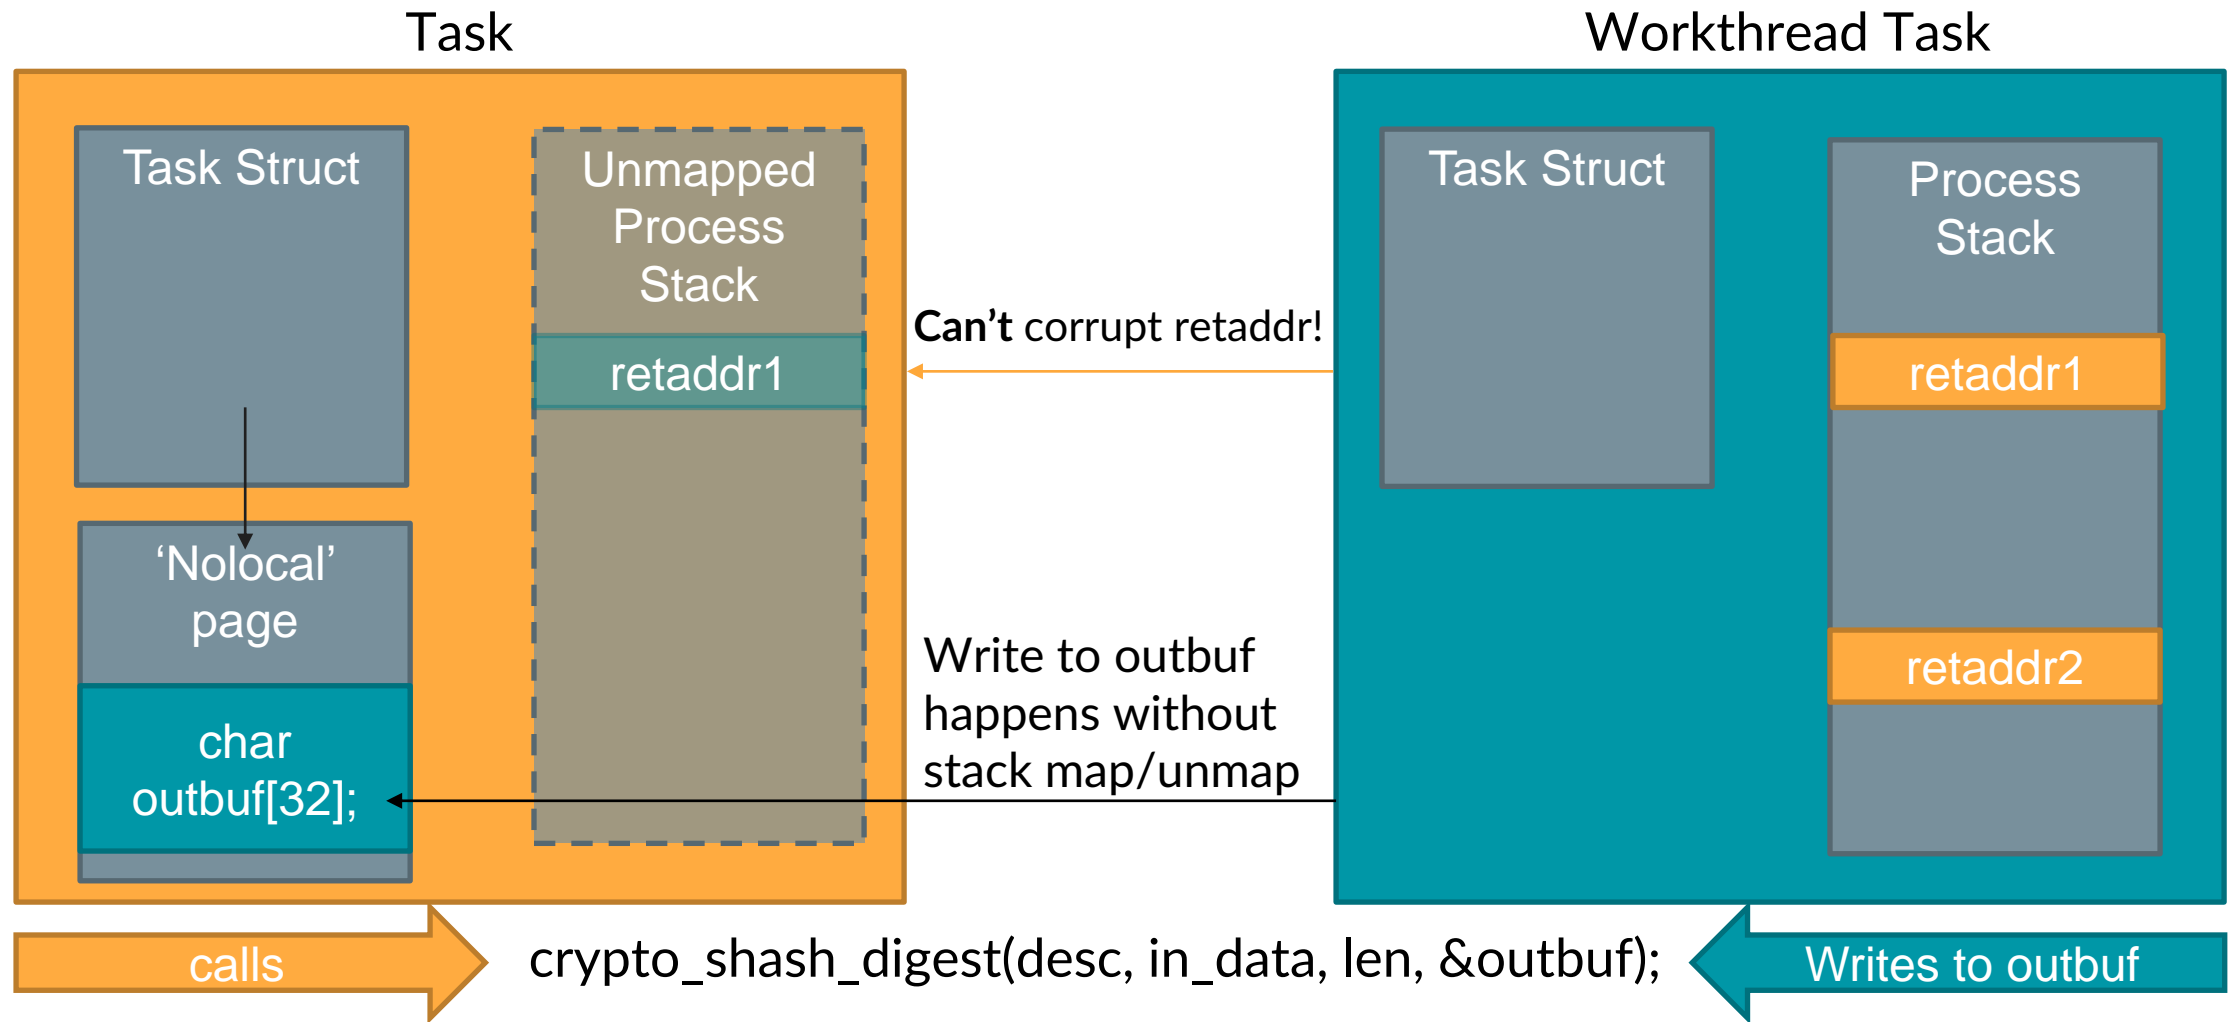 Task
Workthread Task
Task Struct
Unmapped
Process
Stack
retaddr1
‘Nolocal’
page
char
outbuf[32];
Can’t corrupt retaddr!
Write to outbuf
happens without
stack map/unmap
Task Struct
Process
Stack
retaddr1
retaddr2
calls
crypto_shash_digest(desc, in_data, len, &outbuf);
Writes to outbuf